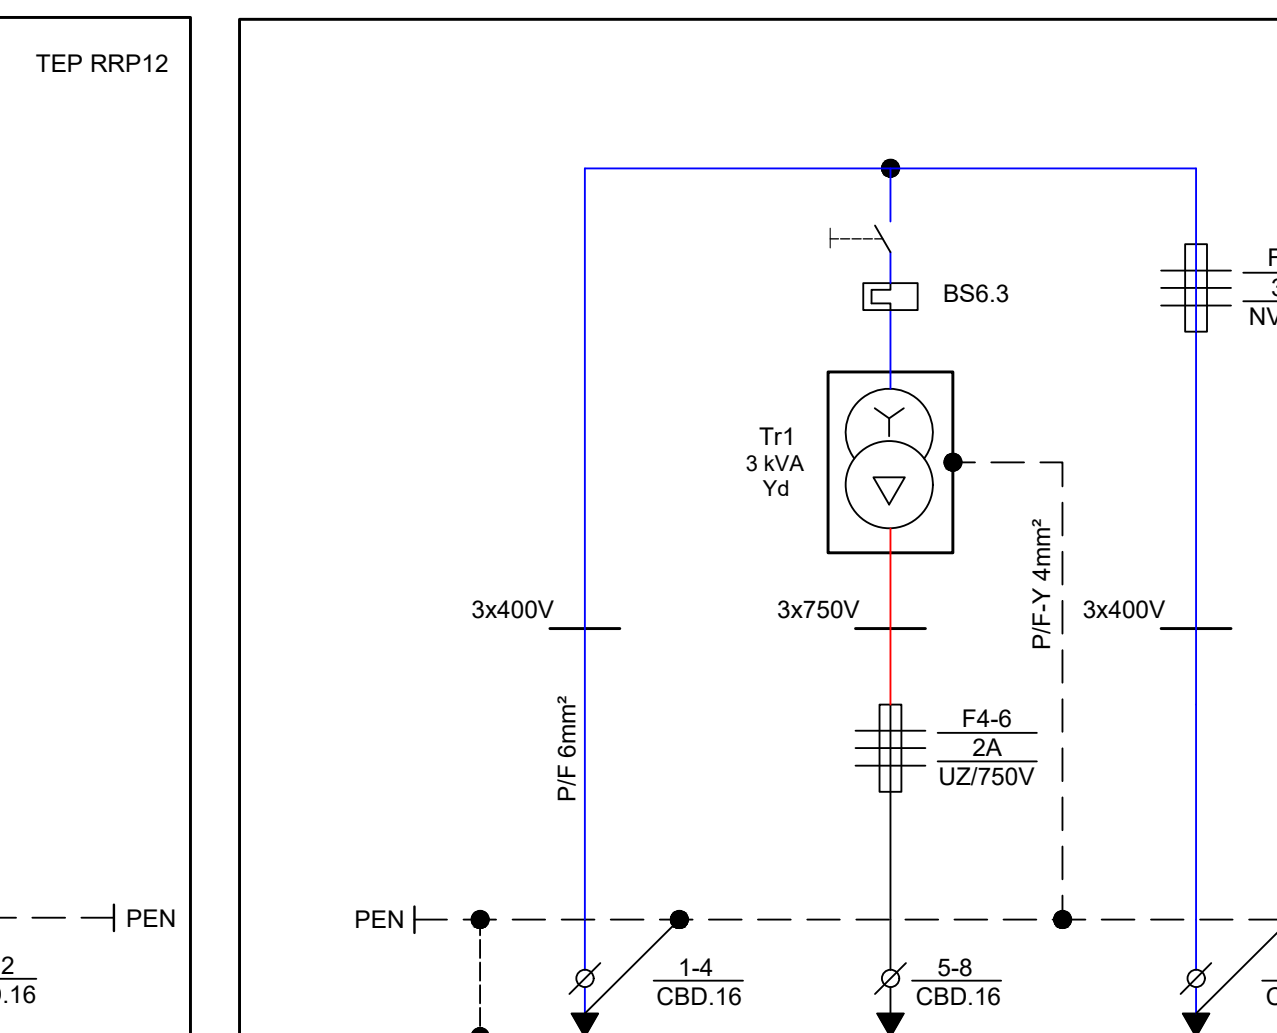 TEP RRP12
BS6.3
Tr1
3 kVA
Yd
3x400V
3x750V
3x400V
P/F-Y 4mm²
P/F 6mm²
F4-6
2A
UZ/750V
PEN
PEN
1-4
CBD.16
5-8
CBD.16